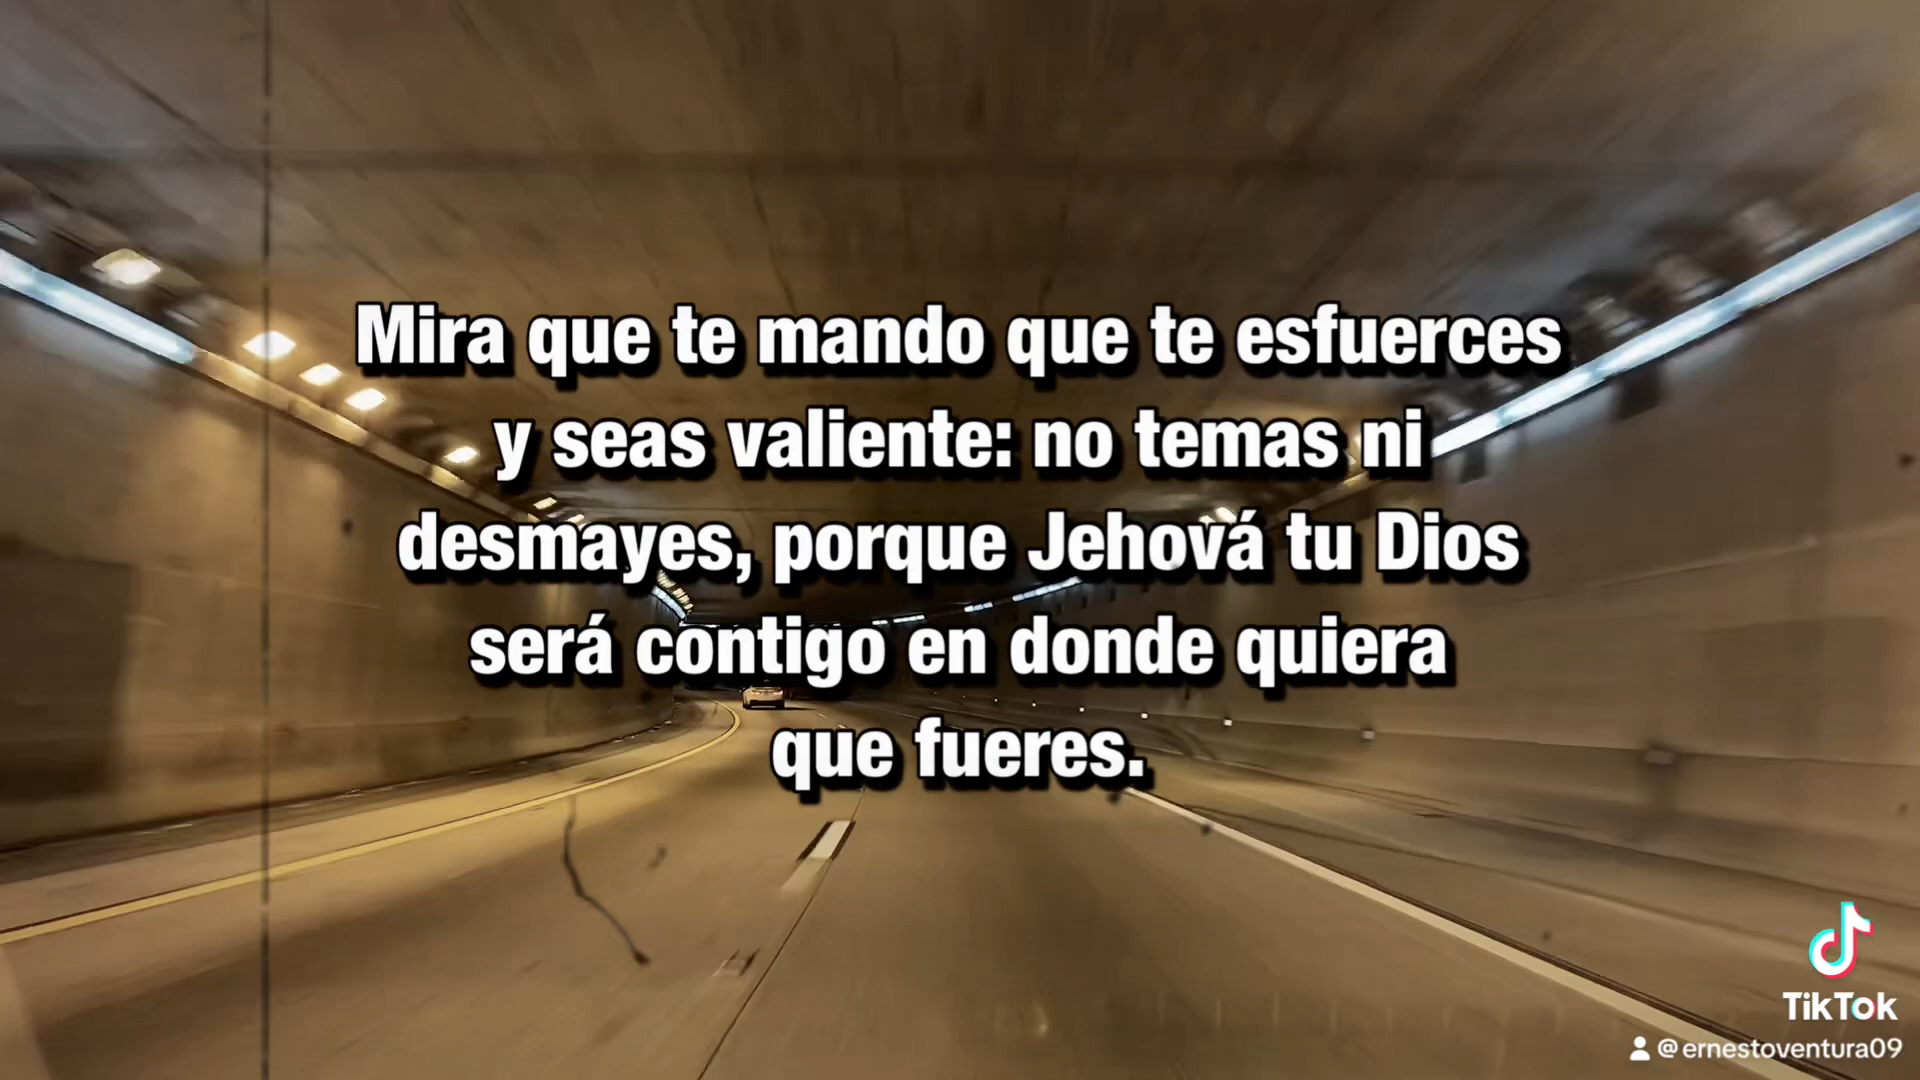 Mira que te mando que te esfuerces
y seas valiente: no temas ni
desmayes, porque Jehová tu Dios
será contigo en donde quiera
que fueres.
TikTok
@ernestoventura09